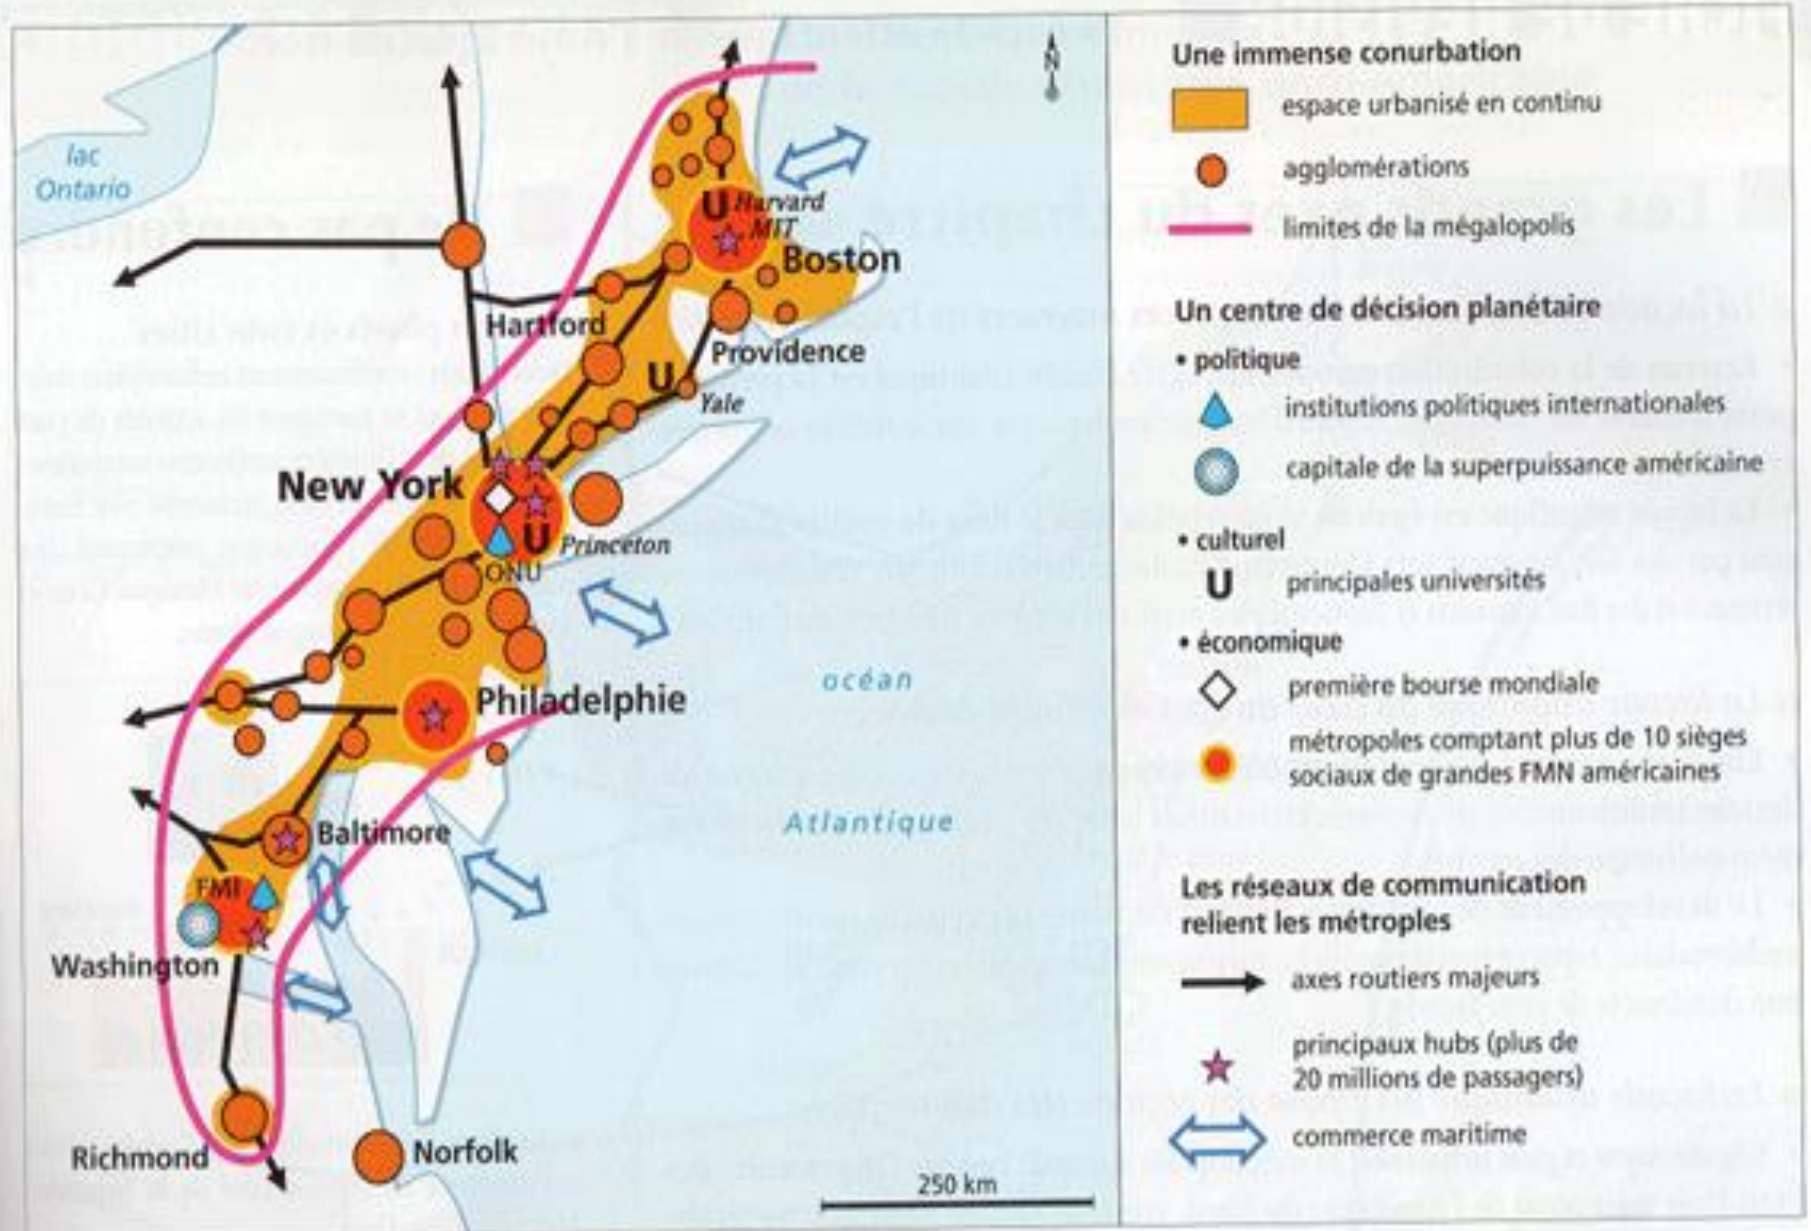 lac
Ontario
N
U Harvard
MIT
Boston
Hartford
Providence
U
Yale
New York
U Princeton
ONU
océan
Philadelphie
Atlantique
Baltimore
FMI
Washington
Richmond
Norfolk
250 km
Une immense conurbation
espace urbanisé en continu
agglomérations
limites de la mégalopolis
Un centre de décision planétaire
• politique
institutions politiques internationales
capitale de la superpuissance américaine
• culturel
U principales universités
• économique
première bourse mondiale
métropoles comptant plus de 10 sièges
sociaux de grandes FMN américaines
Les réseaux de communication
relient les métroples
axes routiers majeurs
principaux hubs (plus de
20 millions de passagers)
commerce maritime